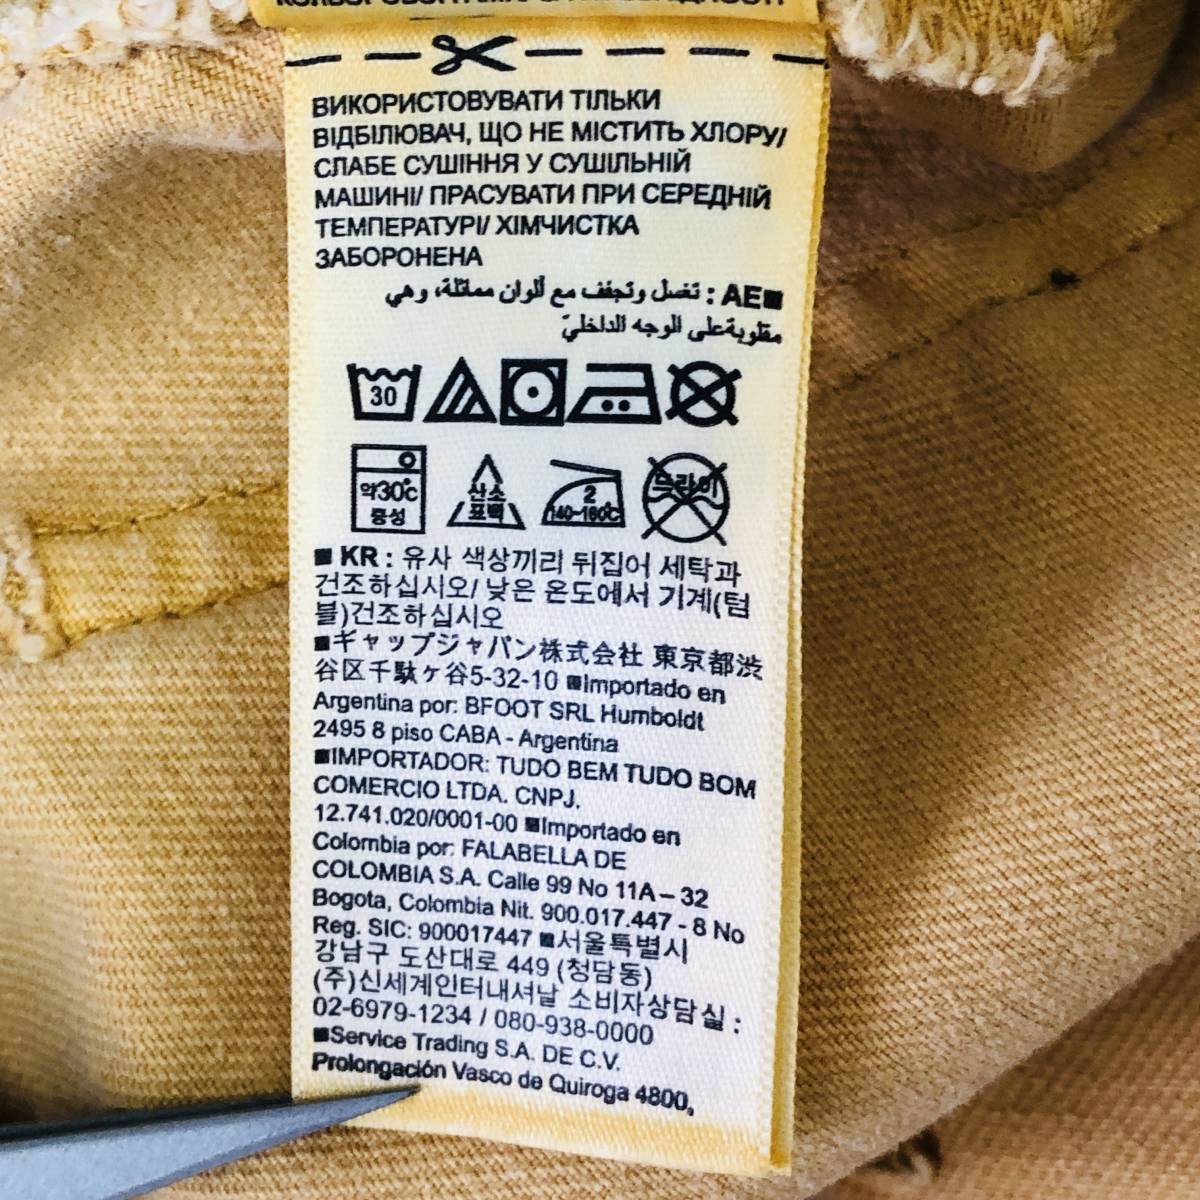 ВИКОРИСТОВУВАТИ ТІЛЬКИ
ВІДБІЛЮВАЧ, ЩО НЕ МІСТИТЬ ХЛОРУ/
СЛАБЕ СУШІННЯ У СУШІЛЬНІЙ
МАШИНІ/ ПРАСУВАТИ ПРИ СЕРЕДНІЙ
ТЕМПЕРАТУРІ/ ХІМЧИСТКА
ЗАБОРОНЕНА
■AE : تغسل وتجفف مع ألوان مماثلة، وهي
مقلوبةعلى الوجه الداخليّ
30
약30℃
중성
산소
표백
2
140~160℃
드라이
■ KR : 유사 색상끼리 뒤집어 세탁과
건조하십시오/ 낮은 온도에서 기계(텀
블)건조하십시오
■ギャップジャパン株式会社 東京都渋
谷区千駄ヶ谷5-32-10 ■Importado en
Argentina por: BFOOT SRL Humboldt
2495 8 piso CABA - Argentina
■IMPORTADOR: TUDO BEM TUDO BOM
COMERCIO LTDA. CNPJ.
12.741.020/0001-00 ■Importado en
Colombia por: FALABELLA DE
COLOMBIA S.A. Calle 99 No 11A – 32
Bogota, Colombia Nit. 900.017.447 - 8 No
Reg. SIC: 900017447 ■서울특별시
강남구 도산대로 449 (청담동)
(주)신세계인터내셔날 소비자상담실 :
02-6979-1234 / 080-938-0000
■Service Trading S.A. DE C.V.
Prolongación Vasco de Quiroga 4800,